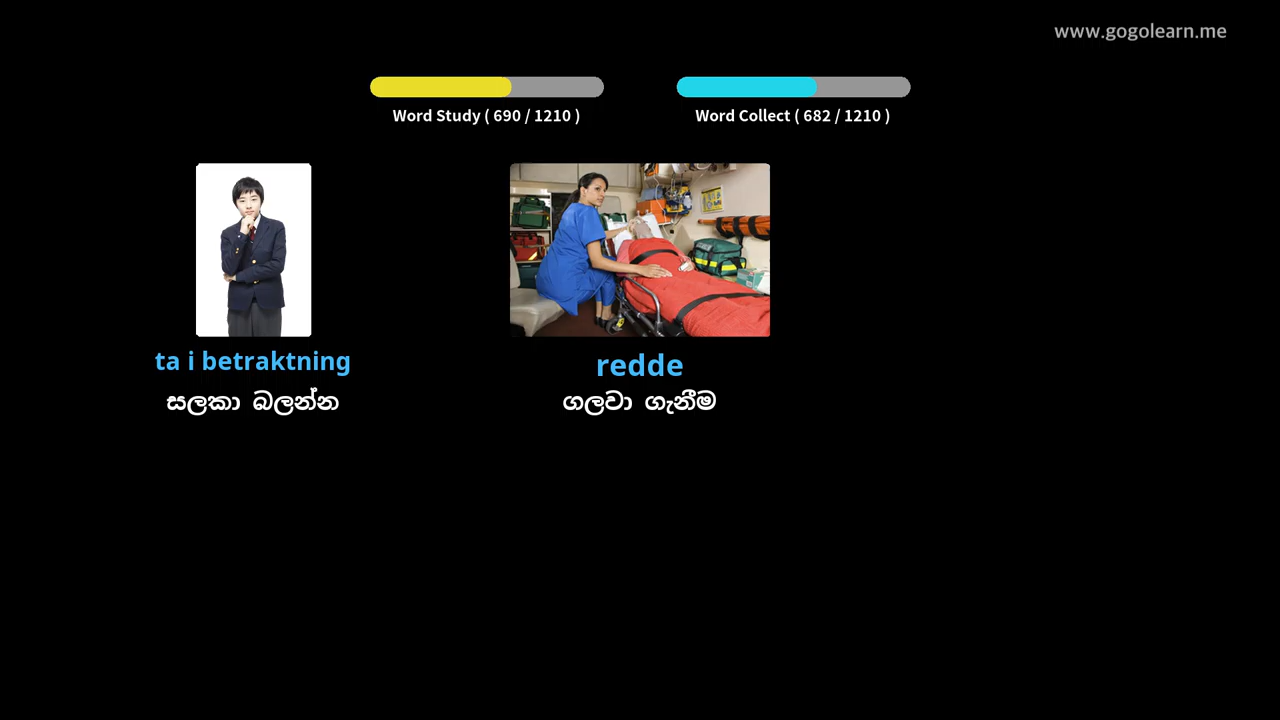 www.gogolearn.me
Word Study ( 690 / 1210 )
Word Collect ( 682 / 1210 )
ta i betraktning
සලකා බලන්න
redde
ගලවා ගැනීම